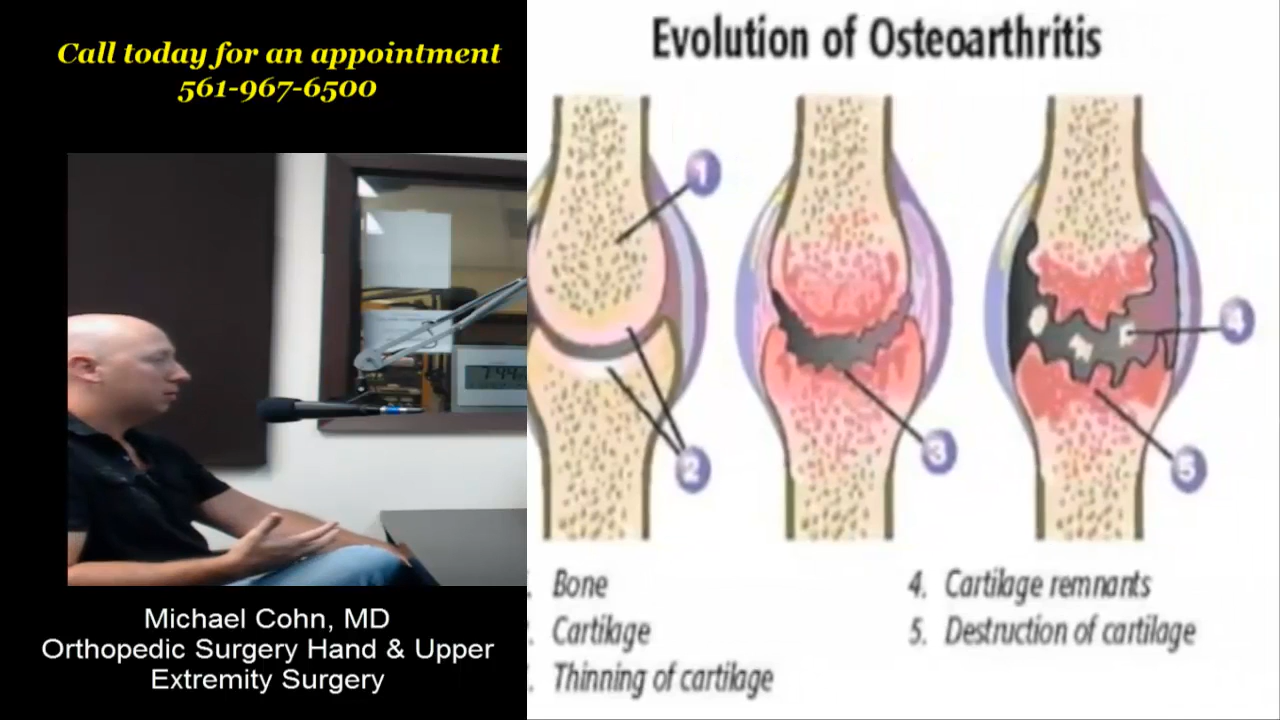 Call today for an appointment
561-967-6500
Michael Cohn, MD
Orthopedic Surgery Hand & Upper
Extremity Surgery
Evolution of Osteoarthritis
1
2
3
4
5
. Bone
. Cartilage
. Thinning of cartilage
4. Cartilage remnants
5. Destruction of cartilage